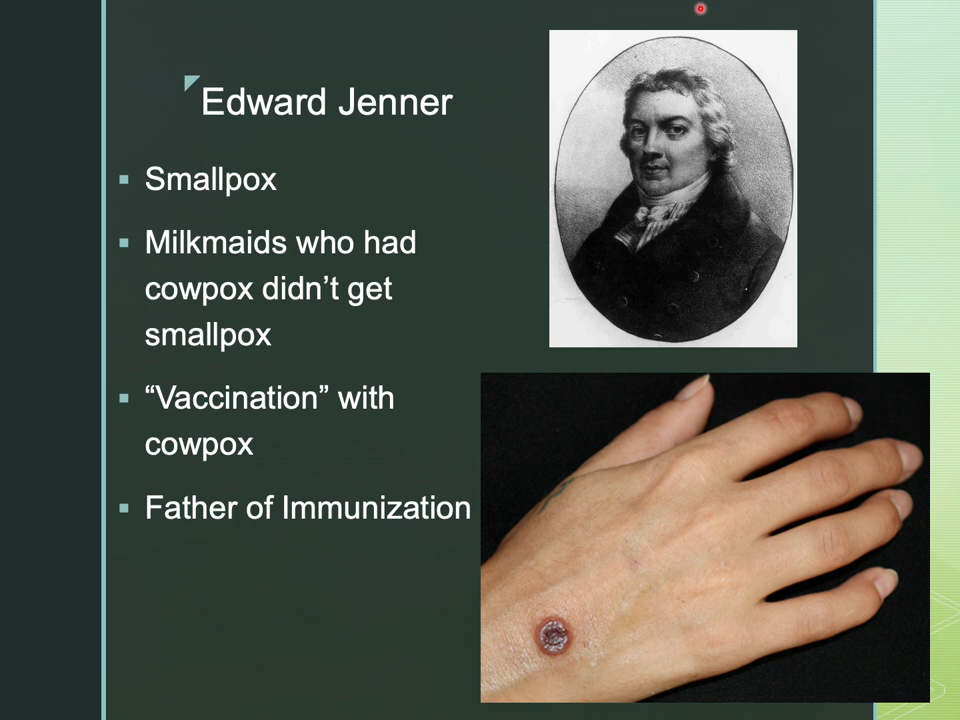 Edward Jenner
Smallpox
Milkmaids who had
cowpox didn’t get
smallpox
“Vaccination” with
cowpox
Father of Immunization